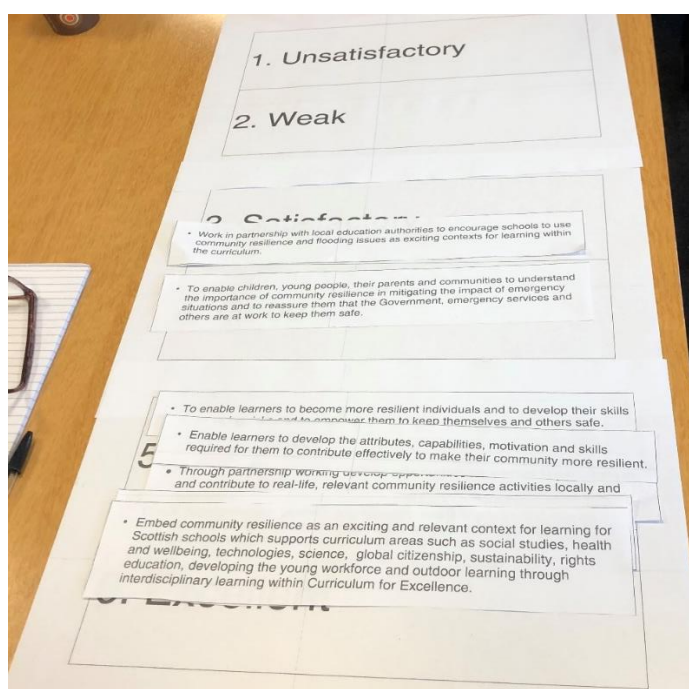 1. Unsatisfactory
2. Weak
3. Satisfactory
• Work in partnership with local education authorities to encourage schools to use
community resilience and flooding issues as exciting contexts for learning within
the curriculum.
• To enable children, young people, their parents and communities to understand
the importance of community resilience in mitigating the impact of emergency
situations and to reassure them that the Government, emergency services and
others are at work to keep them safe.
• To enable learners to become more resilient individuals and to develop their skills
and to empower them to keep themselves and others safe.
5
• Enable learners to develop the attributes, capabilities, motivation and skills
required for them to contribute effectively to make their community more resilient.
• Through partnership working develop
and contribute to real-life, relevant community resilience activities locally and
• Embed community resilience as an exciting and relevant context for learning for
Scottish schools which supports curriculum areas such as social studies, health
and wellbeing, technologies, science, global citizenship, sustainability, rights
education, developing the young workforce and outdoor learning through
interdisciplinary learning within Curriculum for Excellence.
Excellent